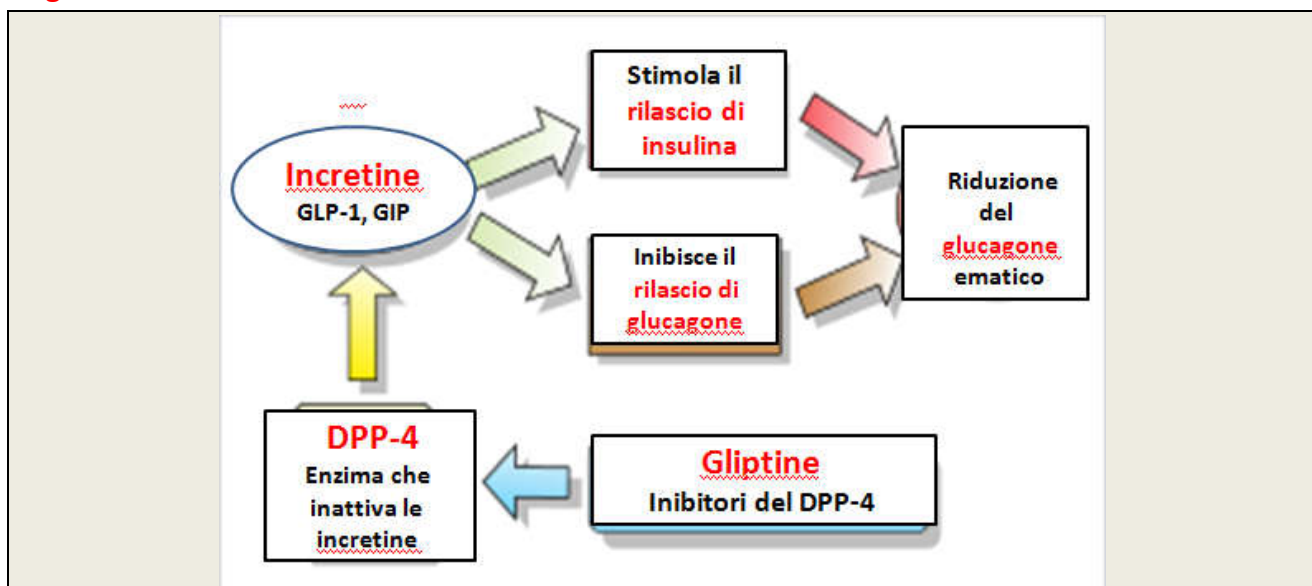 Incretine
GLP-1, GIP
Stimola il
rilascio di
insulina
Inibisce il
rilascio di
glucagone
Riduzione
del
glucagone
ematico
DPP-4
Enzima che
inattiva le
incretine
Gliptine
Inibitori del DPP-4